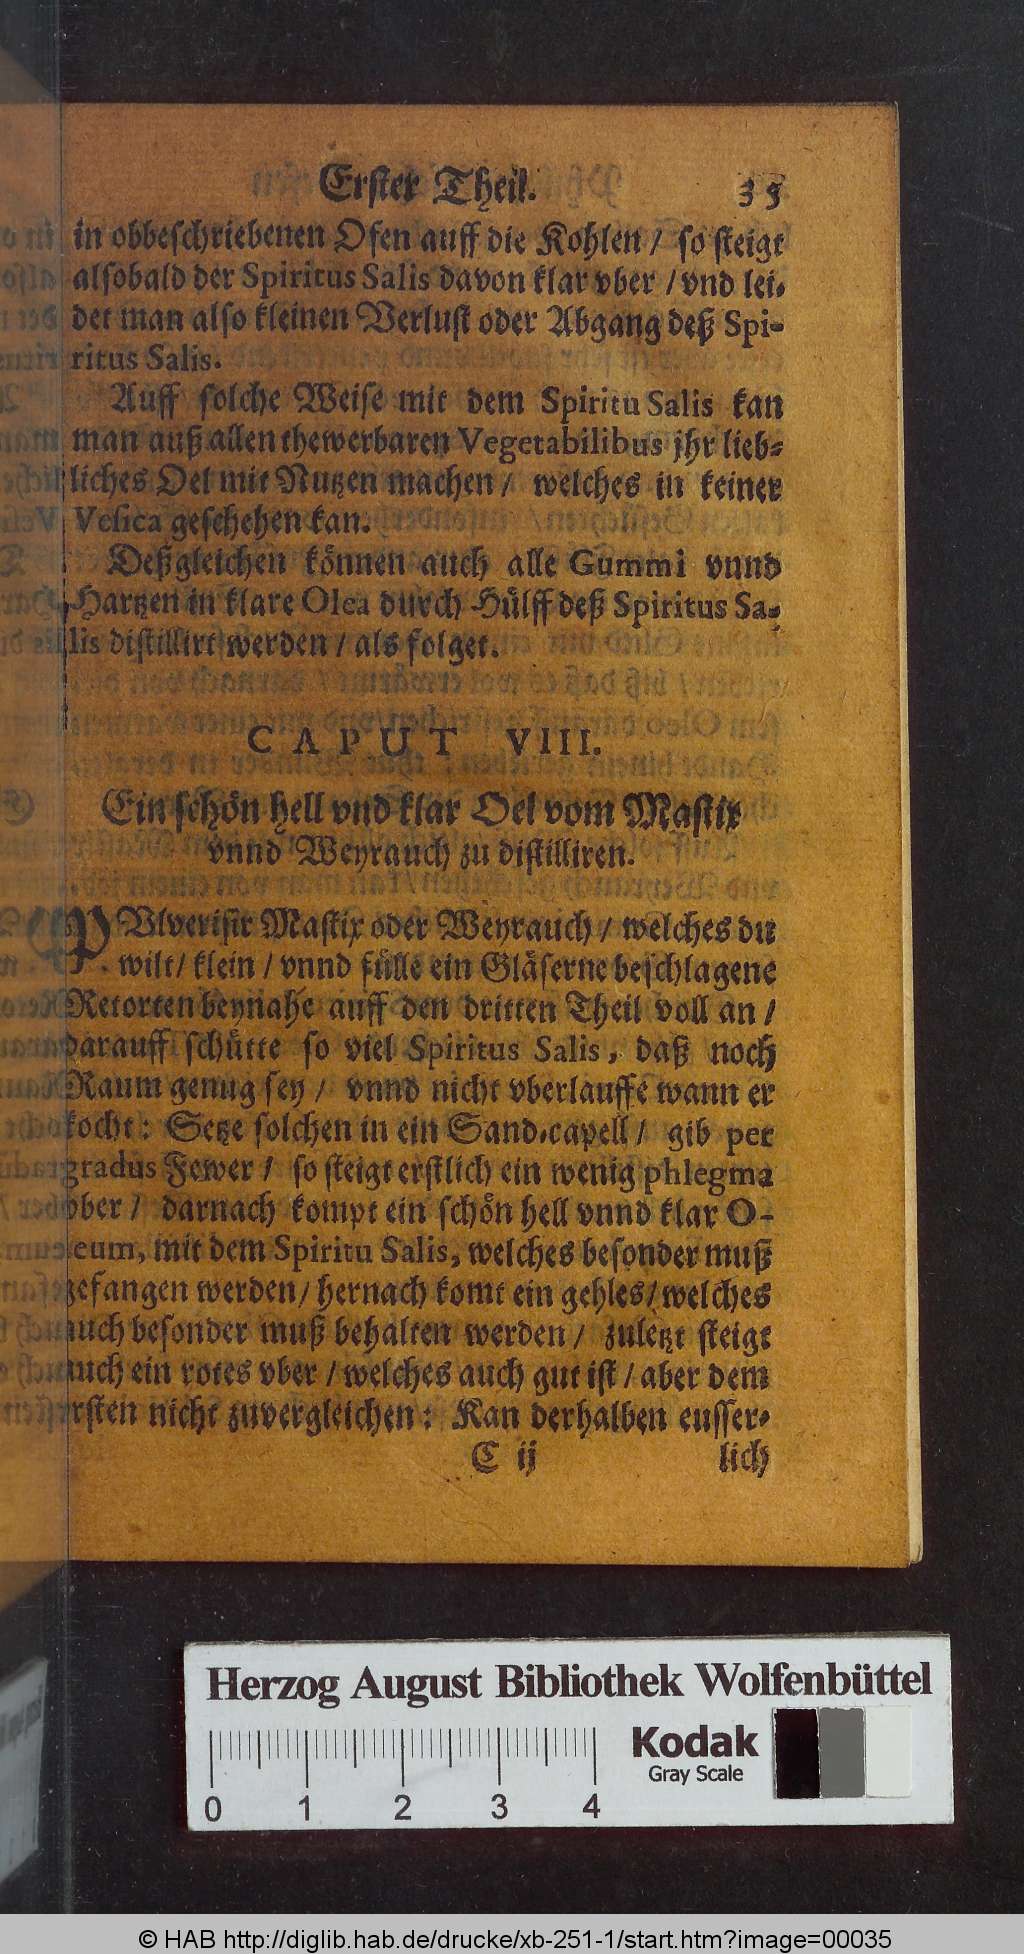 Erster Theil. 35
in obbeschriebenen Ofen auff die Kohlen / so steigt
alsobald der Spiritus Salis davon klar vber / vnd lei-
det man also kleinen Verlust oder Abgang deß Spi-
ritus Salis.
Auff solche Weise mit dem Spiritu Salis kan
man auß allen thewerbaren Vegetabilibus jhr lieb-
liches Oel mit Nutzen machen / welches in keiner
Vesica geschehen kan.
Deßgleichen können auch alle Gummi vnnd
Hartzen in klare Olea durch Hülff deß Spiritus Sa-
lis distillirt werden / als folget.
CAPUT VIII.
Ein schön hell vnd klar Oel vom Mastix
vnnd Weyrauch zu distilliren.
PUlverisir Mastix oder Weyrauch / welches du
wilt / klein / vnnd fülle ein Gläserne beschlagene
Retorten beynahe auff den dritten Theil voll an /
darauff schütte so viel Spiritus Salis, daß noch
Raum genug sey / vnnd nicht vberlauffe wann er
kocht: Setze solchen in ein Sand-capell / gib per
gradus Fewer / so steigt erstlich ein wenig phlegma
vber / darnach kompt ein schön hell vnnd klar O-
leum, mit dem Spiritu Salis, welches besonder muß
gefangen werden / hernach komt ein gehles / welches
auch besonder muß behalten werden / zuletzt steigt
auch ein rotes vber / welches auch gut ist / aber dem
ersten nicht zuvergleichen: Kan derhalben eusser-
C ij lich
Herzog August Bibliothek Wolfenbüttel
Kodak
Gray Scale
0 1 2 3 4
© HAB http://diglib.hab.de/drucke/xb-251-1/start.htm?image=00035